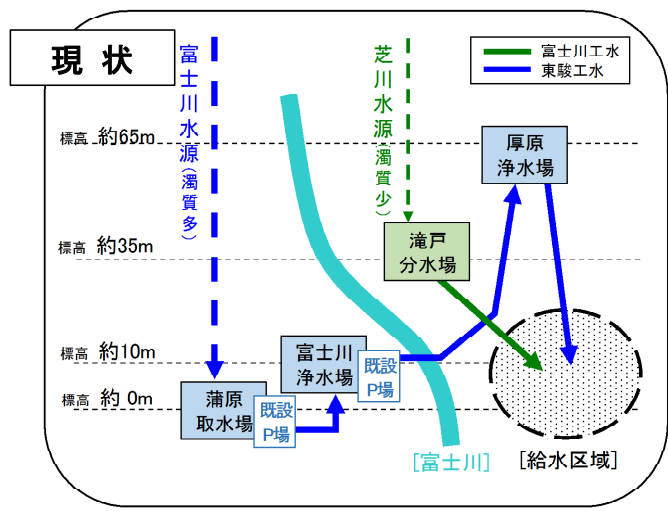 現 状
富士川水源(濁質多)
芝川水源(濁質少)
富士川工水
東駿工水
標高 約65m
厚原
浄水場
標高 約35m
滝戸
分水場
標高 約10m
富士川
浄水場
既設
P場
標高 約 0m
蒲原
取水場
既設
P場
[富士川]
[給水区域]